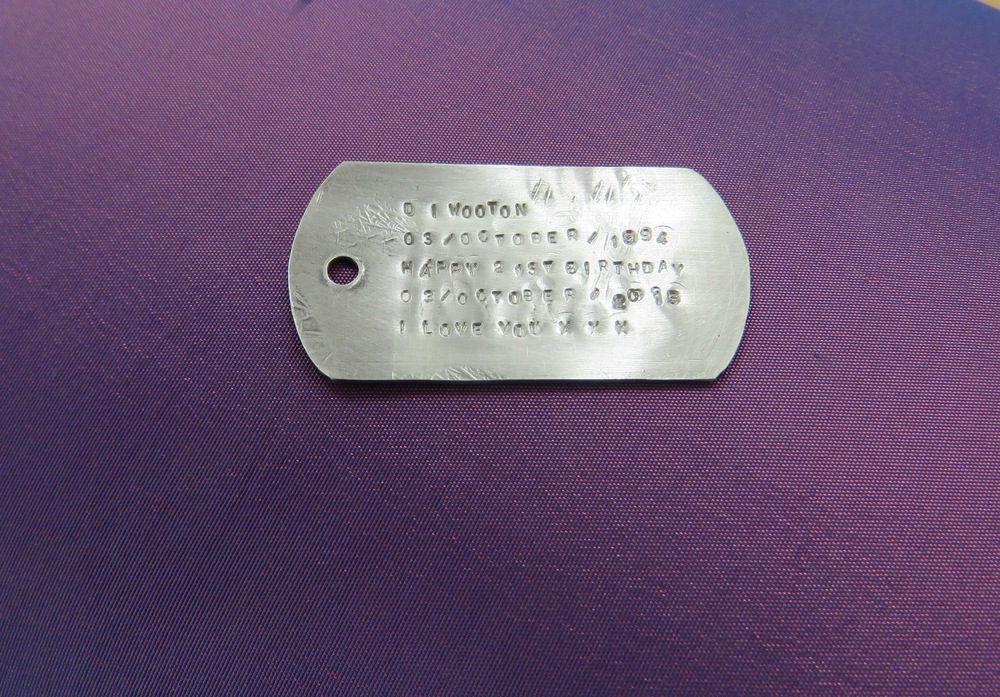 D I WOOTON
03/OCTOBER/1994
HAPPY 21ST BIRTHDAY
03/OCTOBER/2015
I LOVE YOU X X X